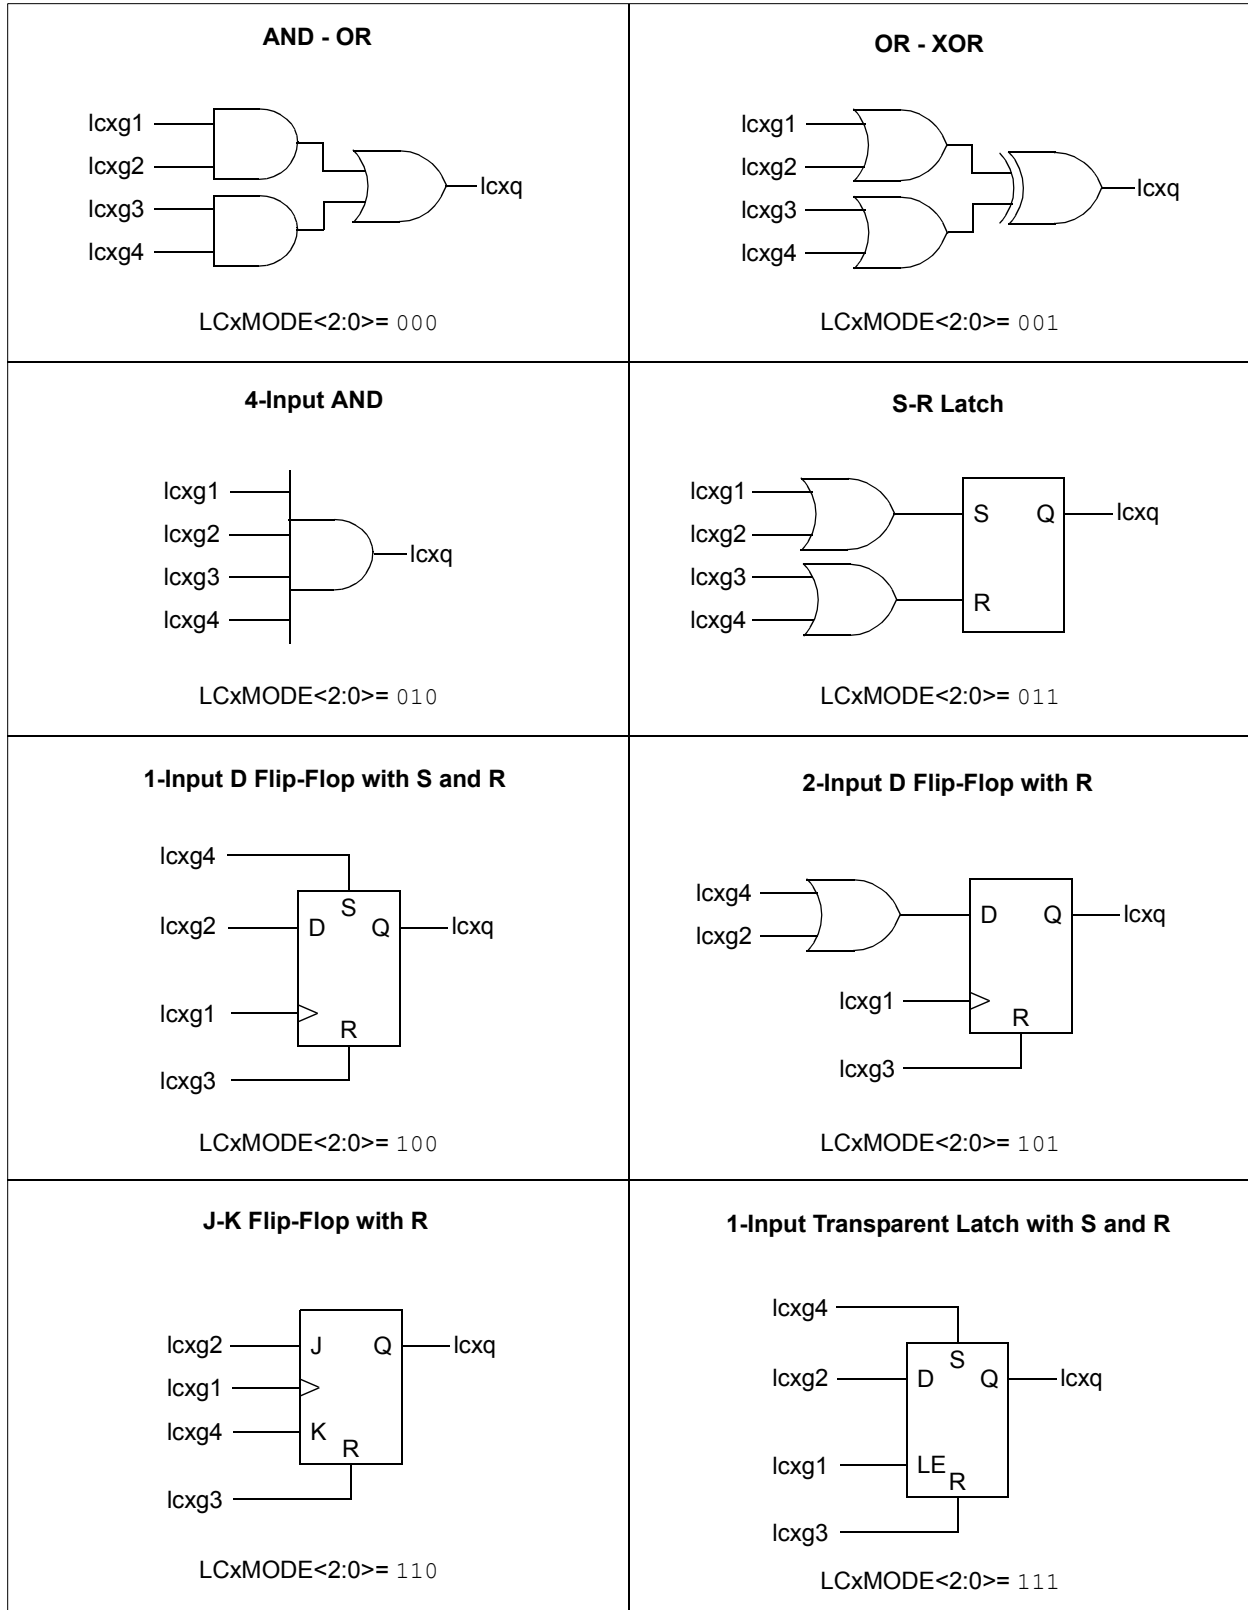 AND - OR
lcxg1
lcxg2
lcxg3
lcxg4
lcxq
LCxMODE<2:0>= 000
OR - XOR
lcxg1
lcxg2
lcxg3
lcxg4
lcxq
LCxMODE<2:0>= 001
4-Input AND
lcxg1
lcxg2
lcxg3
lcxg4
lcxq
LCxMODE<2:0>= 010
S-R Latch
lcxg1
lcxg2
lcxg3
lcxg4
S Q
lcxq
R
LCxMODE<2:0>= 011
1-Input D Flip-Flop with S and R
lcxg4
S
lcxg2
D Q
lcxq
lcxg1
R
lcxg3
LCxMODE<2:0>= 100
2-Input D Flip-Flop with R
lcxg4
lcxg2
D Q
lcxq
lcxg1
R
lcxg3
LCxMODE<2:0>= 101
J-K Flip-Flop with R
lcxg2
J Q
lcxq
lcxg1
lcxg4
K
R
lcxg3
LCxMODE<2:0>= 110
1-Input Transparent Latch with S and R
lcxg4
S
lcxg2
D Q
lcxq
lcxg1
LE
R
lcxg3
LCxMODE<2:0>= 111